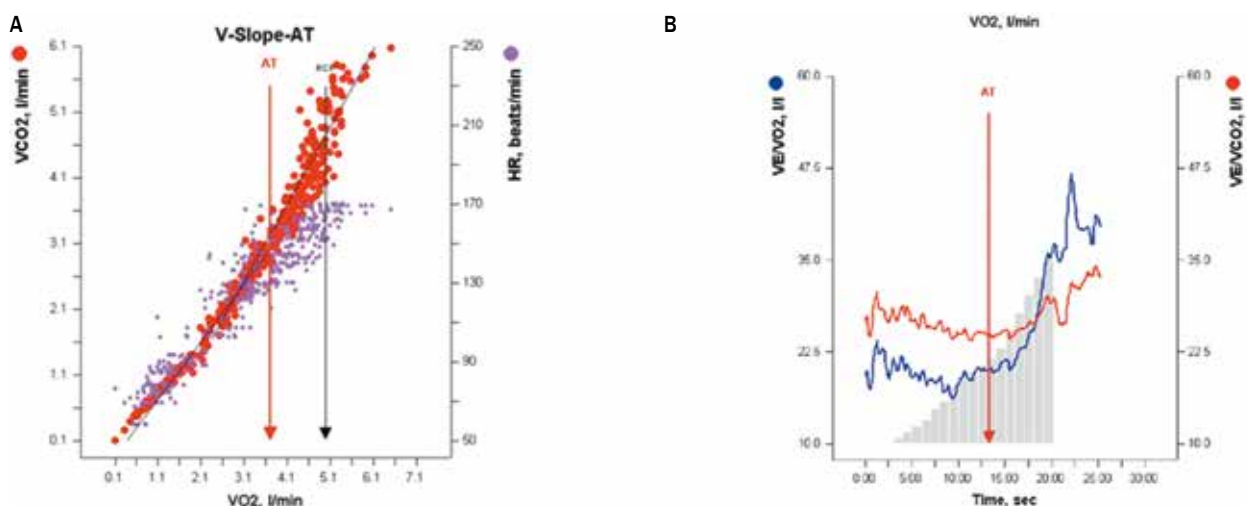 A
V-Slope-AT
VCO2, l/min
6.1
5.1
4.1
3.1
2.1
1.1
0.1
AT
250
210
170
130
90
50
HR, beats/min
0.1 1.1 2.1 3.1 4.1 5.1 6.1 7.1
VO2, l/min
B
VO2, l/min
VE/VO2, l/l
60.0
47.5
35.0
22.5
10.0
AT
60.0
47.5
35.0
22.5
10.0
VE/VCO2, l/l
0:00 5:00 10:00 15:00 20:00 25:00 30:00
Time, sec